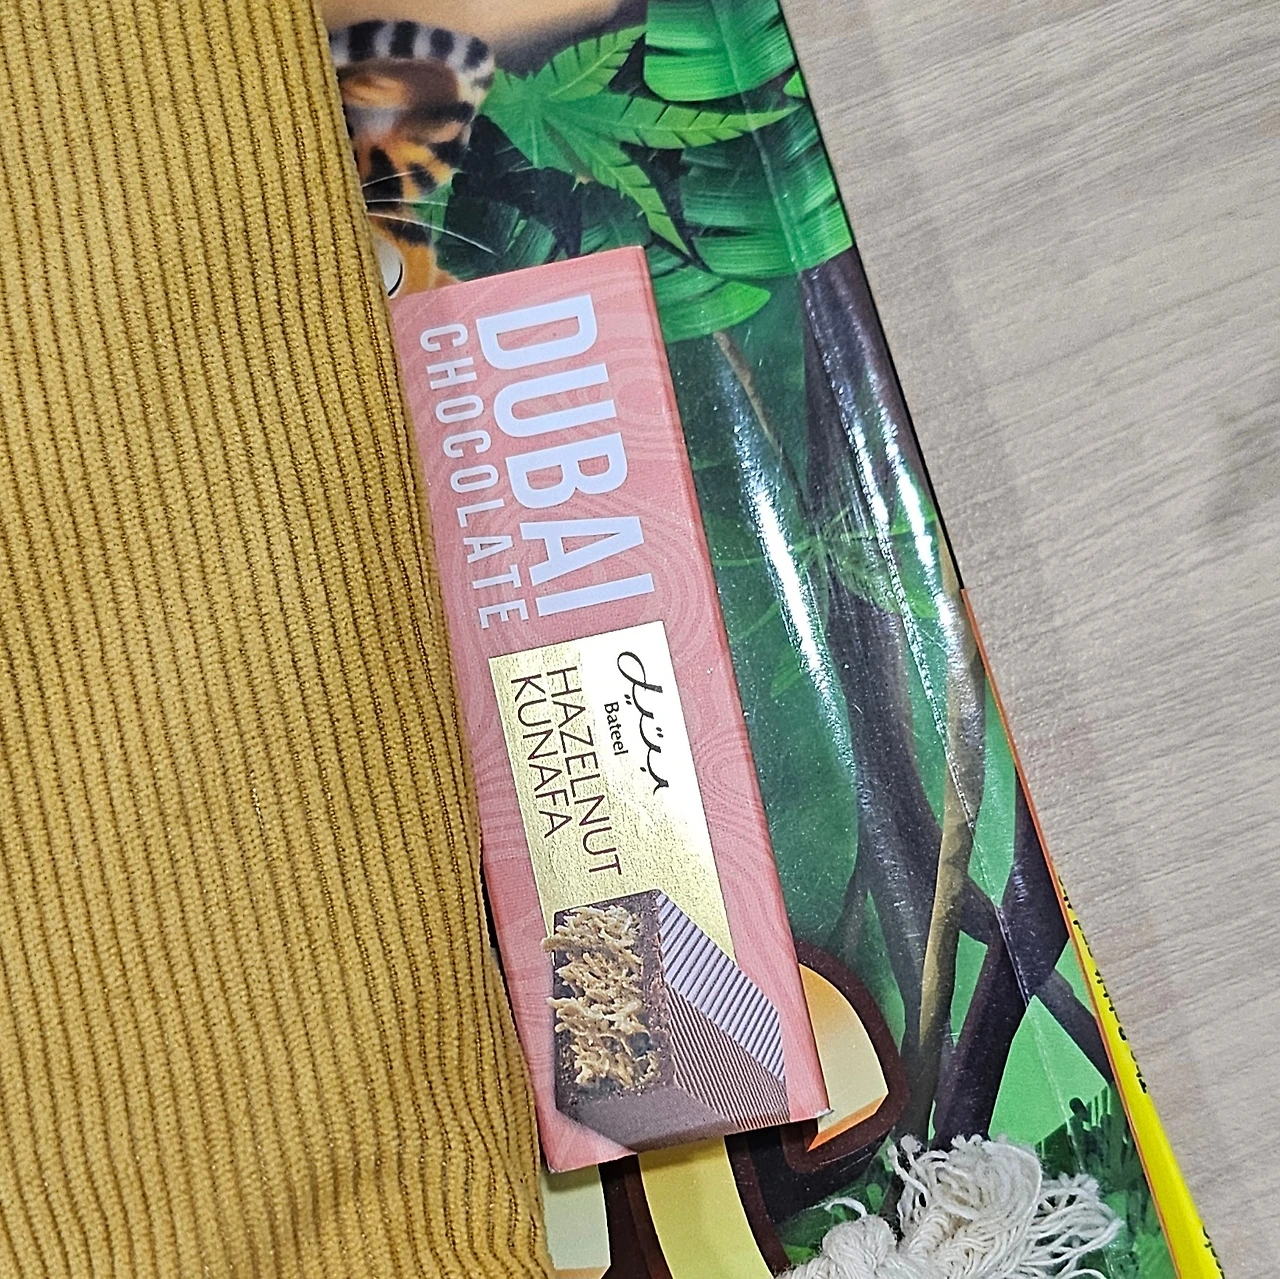 DUBAI
CHOCOLATE
بتيل
Bateel
HAZELNUT
KUNAFA